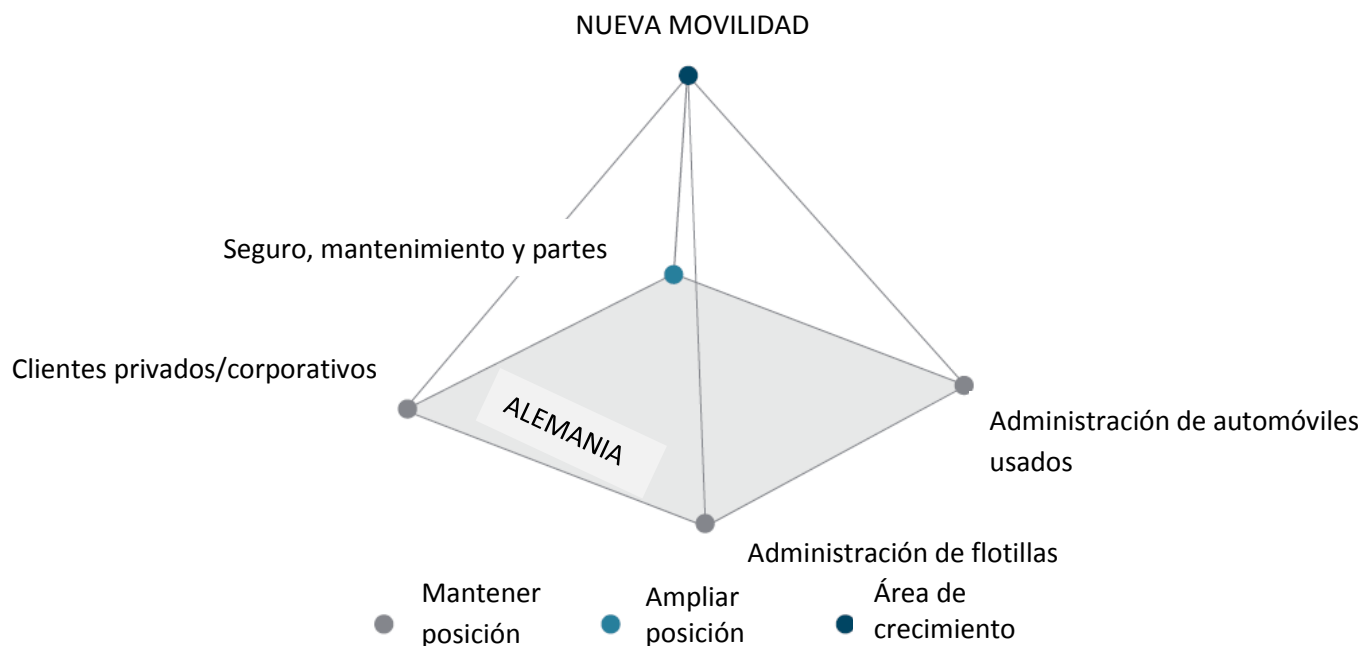 NUEVA MOVILIDAD
Seguro, mantenimiento y partes
Clientes privados/corporativos
ALEMANIA
Administración de automóviles
usados
Administración de flotillas
Mantener
posición
Ampliar
posición
Área de
crecimiento